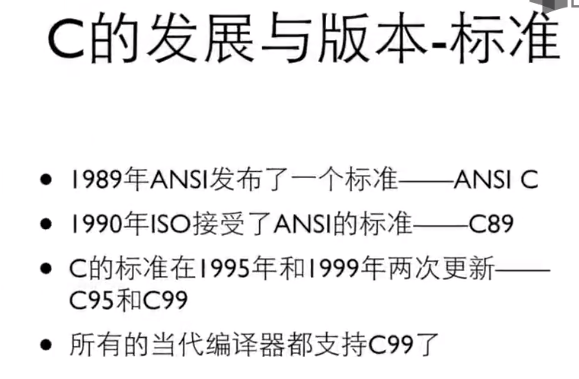 C的发展与版本-标准
1989年ANSI发布了一个标准——ANSI C
1990年ISO接受了ANSI的标准——C89
C的标准在1995年和1999年两次更新——
C95和C99
所有的当代编译器都支持C99了